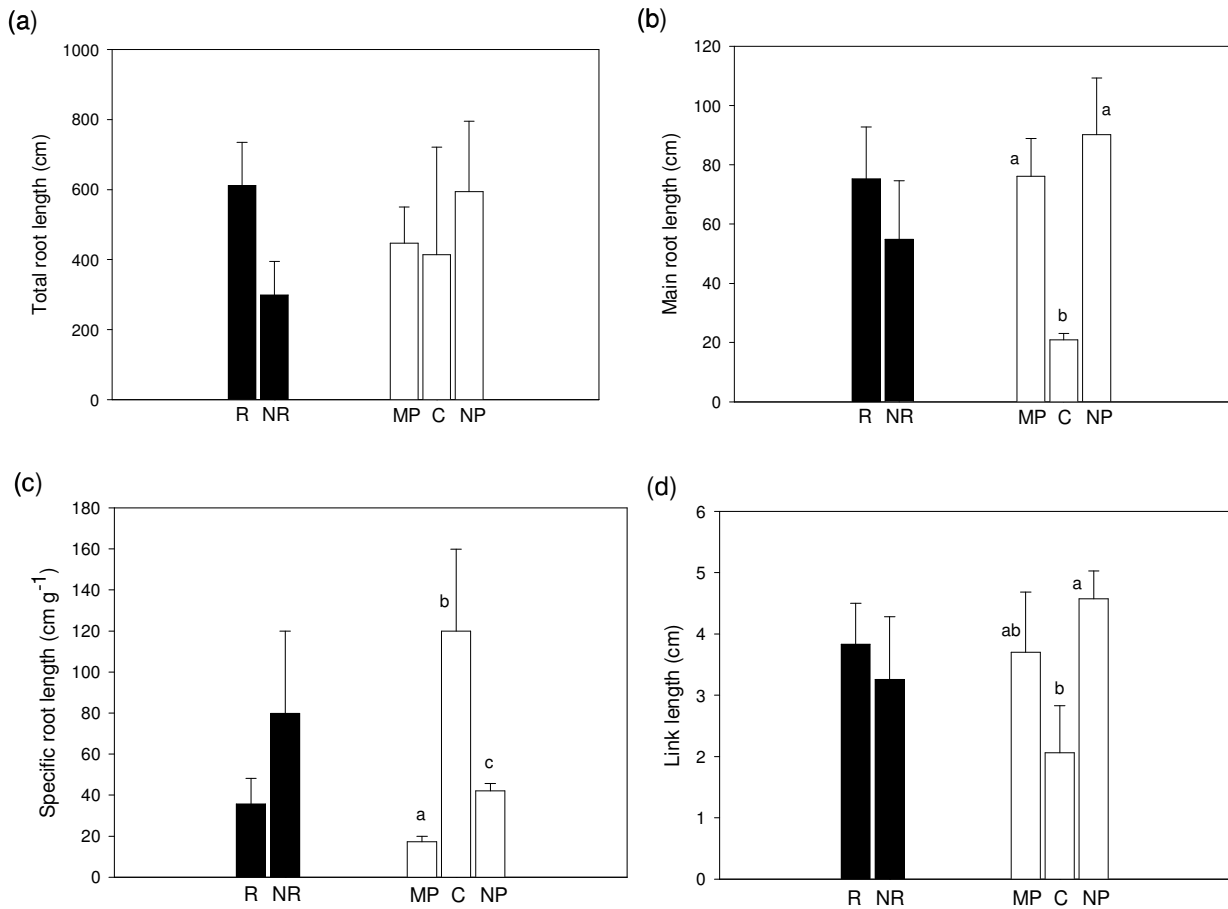 (a)
Total root length (cm)
1000
800
600
400
200
0
R NR MP C NP
(b)
Main root length (cm)
120
100
80
60
40
20
0
a
b
a
R NR MP C NP
(c)
Specific root length (cm g⁻¹)
180
160
140
120
100
80
60
40
20
0
a
b
c
R NR MP C NP
(d)
Link length (cm)
6
5
4
3
2
1
0
ab
b
a
R NR MP C NP